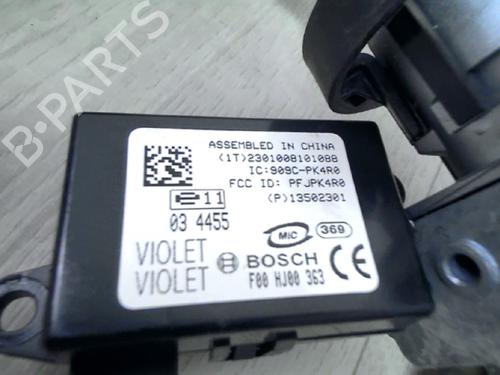 B-PARTS
ASSEMBLED IN CHINA
(1T)2301008101088
IC:909C-PK4R0
FCC ID: PFJPK4R0
(P)13502301
e 11
03 4455
MiC
369
VIOLET
VIOLET
BOSCH
F00 HJ00 363
CE